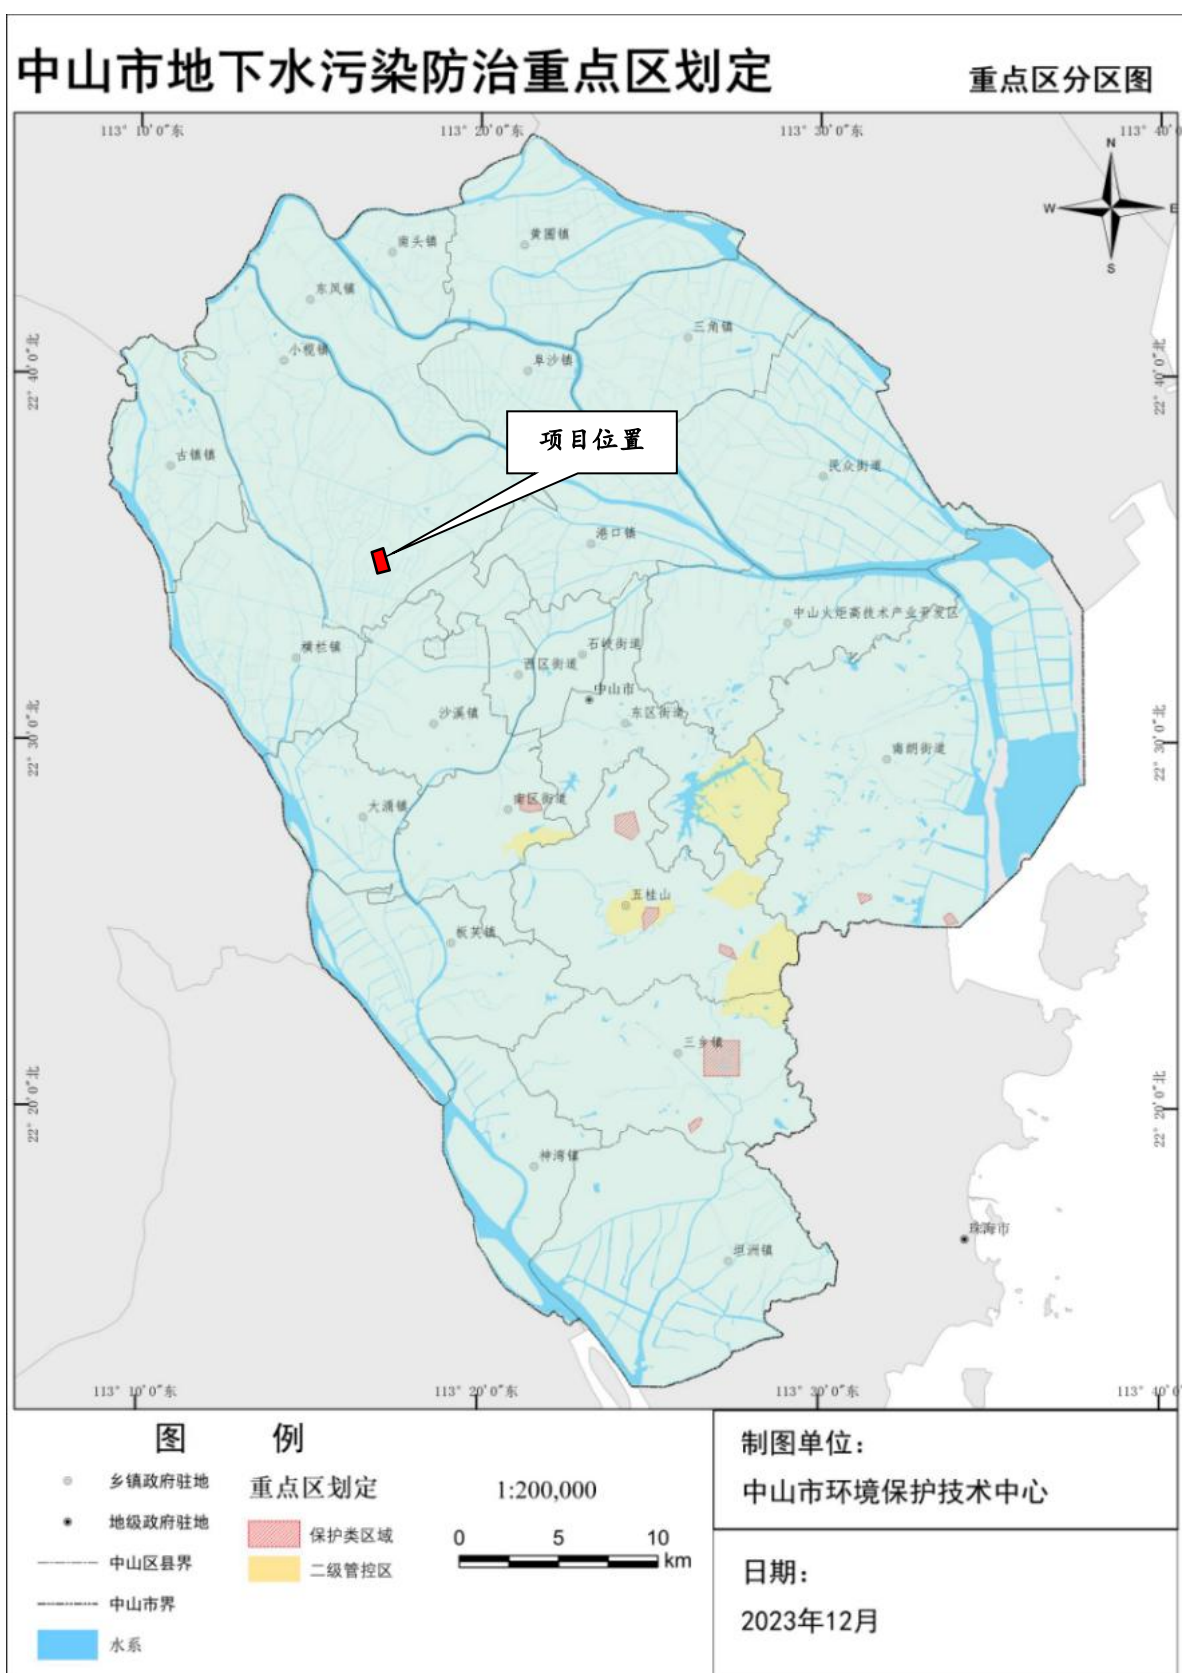 中山市地下水污染防治重点区划定
重点区分区图
113° 10'0"东
113° 20'0"东
113° 30'0"东
113° 40'0
N
W
E
S
南头镇
黄圃镇
东凤镇
三角镇
小榄镇
阜沙镇
22° 40'0"北
22° 40'0"北
项目位置
古镇镇
民众街道
港口镇
中山火炬高技术产业开发区
石岐街道
横栏镇
西区街道
中山市
沙溪镇
东区街道
22° 30'0"北
22° 30'0"北
南朗街道
大涌镇
南区街道
五桂山
板芙镇
三乡镇
22° 20'0"北
22° 20'0"北
神湾镇
珠海市
坦洲镇
113° 10'0"东
113° 20'0"东
113° 30'0"东
113° 40'0
图 例
乡镇政府驻地
地级政府驻地
中山区县界
中山市界
水系
重点区划定
保护类区域
二级管控区
1:200,000
0 5 10
km
制图单位：
中山市环境保护技术中心
日期：
2023年12月